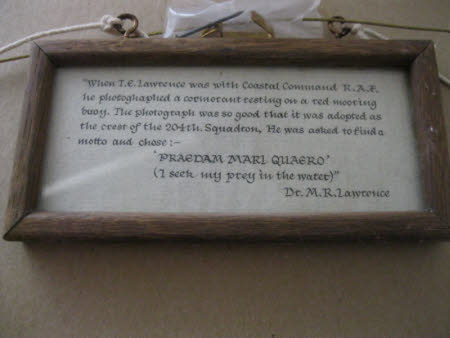 "When T.E. Lawrence was with Coastal Command R.A.F.
he photoghaphed a cormorant resting on a red mooring
buoy. The photograph was so good that it was adopted as
the crest of the 204th. Squadron, He was asked to find a
motto and chose :-
'PRAEDAM MARI QUAERO'
(I seek my prey in the water)"
Dr. M.R. Lawrence